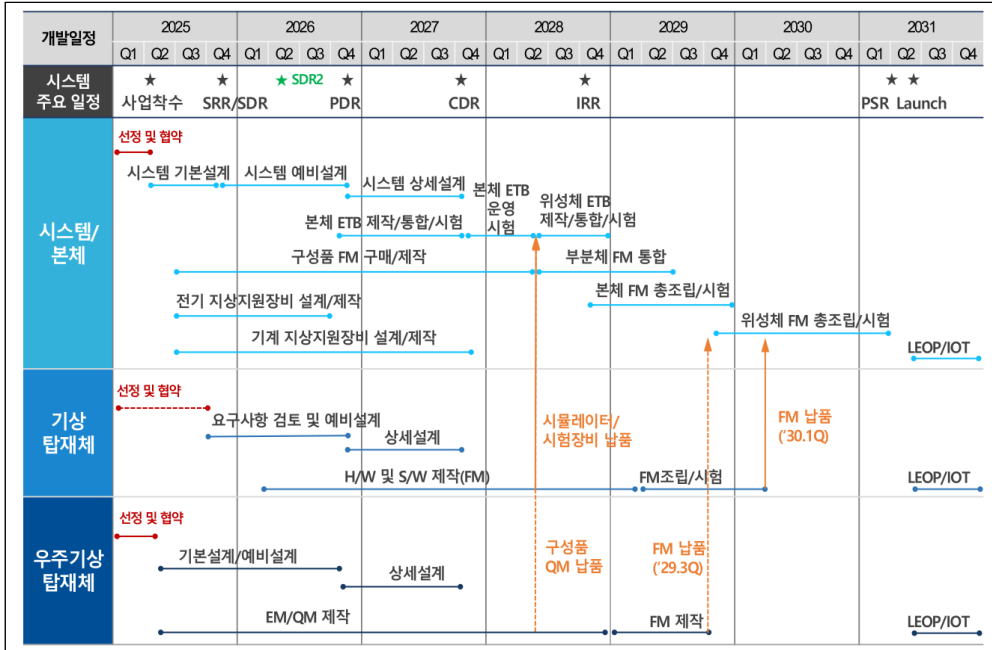 개발일정
2025 2026 2027 2028 2029 2030 2031
Q1 Q2 Q3 Q4 Q1 Q2 Q3 Q4 Q1 Q2 Q3 Q4 Q1 Q2 Q3 Q4 Q1 Q2 Q3 Q4 Q1 Q2 Q3 Q4 Q1 Q2 Q3 Q4
시스템
주요 일정
★ ★ ★ SDR2 ★ ★ ★ ★ ★
사업착수 SRR/SDR PDR CDR IRR PSR Launch
시스템/
본체
선정 및 협약
시스템 기본설계 시스템 예비설계
시스템 상세설계
본체 ETB
운영
시험
위성체 ETB
제작/통합/시험
본체 ETB 제작/통합/시험
구성품 FM 구매/제작 부분체 FM 통합
본체 FM 총조립/시험
전기 지상지원장비 설계/제작
위성체 FM 총조립/시험
기계 지상지원장비 설계/제작
LEOP/IOT
기상
탑재체
선정 및 협약
요구사항 검토 및 예비설계
상세설계
시뮬레이터/
시험장비 납품
FM 납품
('30.1Q)
H/W 및 S/W 제작(FM) FM조립/시험
LEOP/IOT
우주기상
탑재체
선정 및 협약
기본설계/예비설계
상세설계
구성품
QM 납품
FM 납품
('29.3Q)
EM/QM 제작 FM 제작
LEOP/IOT